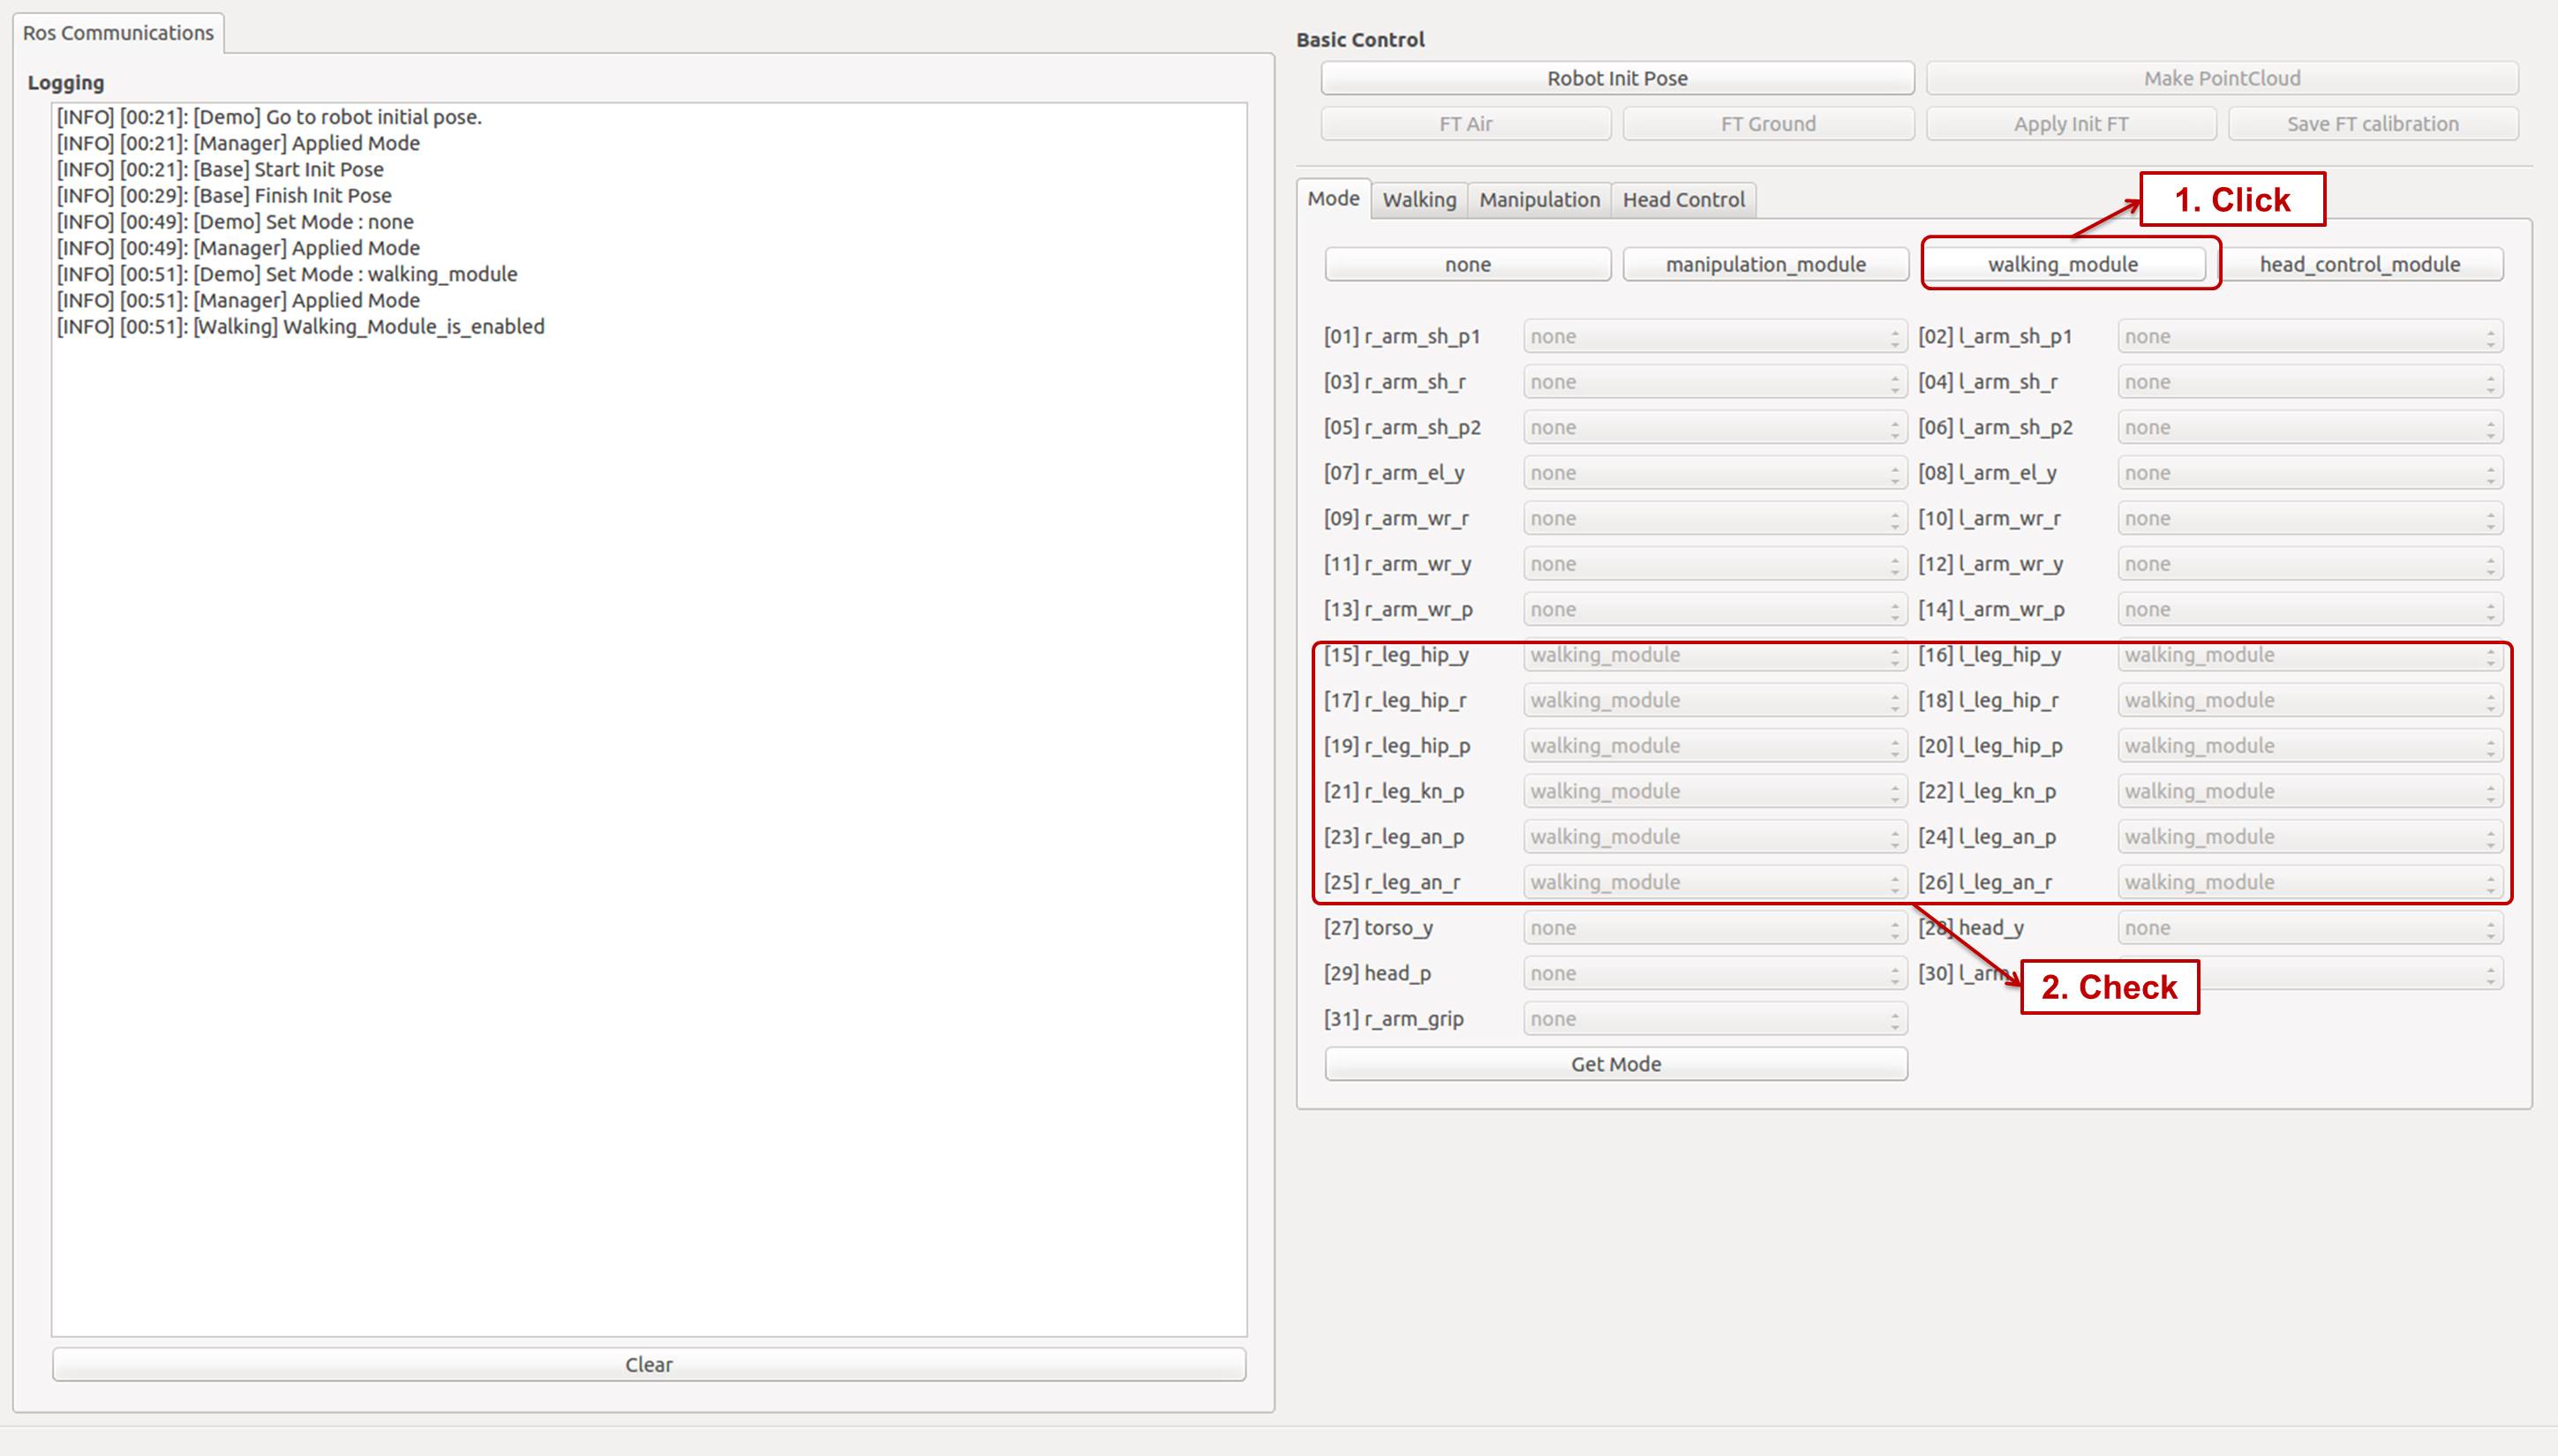 Ros Communications
Logging
[INFO] [00:21]: [Demo] Go to robot initial pose.
[INFO] [00:21]: [Manager] Applied Mode
[INFO] [00:21]: [Base] Start Init Pose
[INFO] [00:29]: [Base] Finish Init Pose
[INFO] [00:49]: [Demo] Set Mode : none
[INFO] [00:49]: [Manager] Applied Mode
[INFO] [00:51]: [Demo] Set Mode : walking_module
[INFO] [00:51]: [Manager] Applied Mode
[INFO] [00:51]: [Walking] Walking_Module_is_enabled
Clear
Basic Control
Robot Init Pose Make PointCloud
FT Air FT Ground Apply Init FT Save FT calibration
Mode Walking Manipulation Head Control
1. Click
none manipulation_module walking_module head_control_module
[01] r_arm_sh_p1 none [02] l_arm_sh_p1 none
[03] r_arm_sh_r none [04] l_arm_sh_r none
[05] r_arm_sh_p2 none [06] l_arm_sh_p2 none
[07] r_arm_el_y none [08] l_arm_el_y none
[09] r_arm_wr_r none [10] l_arm_wr_r none
[11] r_arm_wr_y none [12] l_arm_wr_y none
[13] r_arm_wr_p none [14] l_arm_wr_p none
[15] r_leg_hip_y walking_module [16] l_leg_hip_y walking_module
[17] r_leg_hip_r walking_module [18] l_leg_hip_r walking_module
[19] r_leg_hip_p walking_module [20] l_leg_hip_p walking_module
[21] r_leg_kn_p walking_module [22] l_leg_kn_p walking_module
[23] r_leg_an_p walking_module [24] l_leg_an_p walking_module
[25] r_leg_an_r walking_module [26] l_leg_an_r walking_module
[27] torso_y none [28] head_y none
[29] head_p none [30] l_arm
2. Check
[31] r_arm_grip none
Get Mode